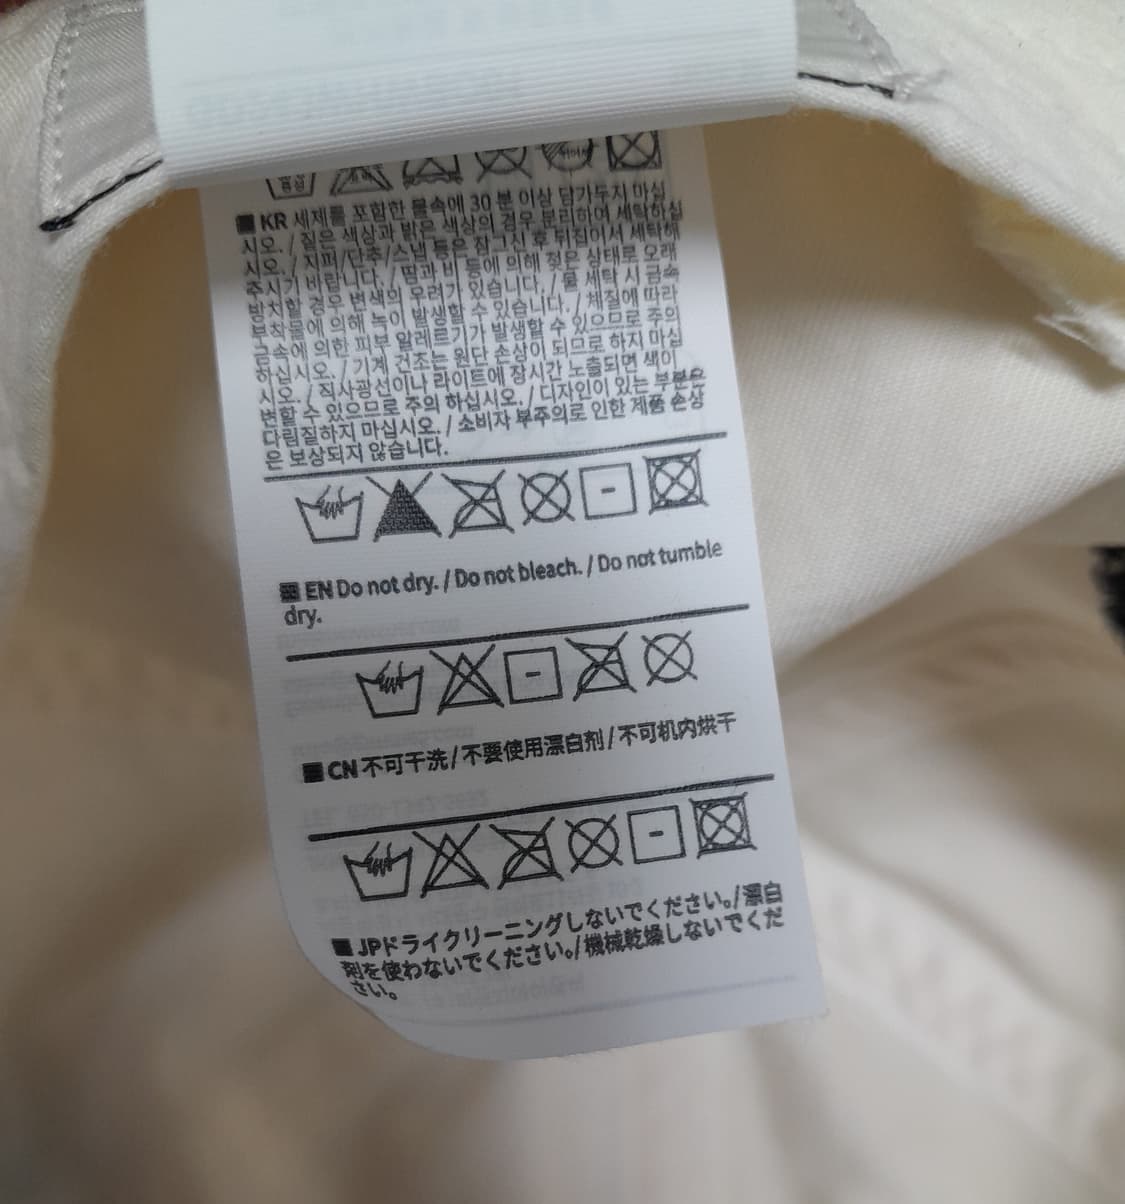 ■ KR 세제를 포함한 물속에 30 분 이상 담가두지 마십
시오. / 짙은 색상과 밝은 색상의 경우 분리하여 세탁하십
시오. / 지퍼/단추/스냅 등은 잠그신 후 뒤집어서 세탁해
주시기 바랍니다. / 땀과 비 등에 의해 젖은 상태로 오래
방치할 경우 변색의 우려가 있습니다. / 물 세탁 시 금속
부착물에 의해 녹이 발생할 수 있습니다. / 체질에 따라
금속에 의한 피부 알레르기가 발생할 수 있으므로 주의
하십시오. / 기계 건조는 원단 손상이 되므로 하지 마십
시오. / 직사광선이나 라이트에 장시간 노출되면 색이
변할 수 있으므로 주의 하십시오. / 디자인이 있는 부분은
다림질하지 마십시오. / 소비자 부주의로 인한 제품 손상
은 보상되지 않습니다.
■ EN Do not dry. / Do not bleach. / Do not tumble
dry.
■ CN 不可干洗/不要使用漂白剂/不可机内烘干
■ JPドライクリーニングしないでください。/漂白
剤を使わないでください。/機械乾燥しないでくだ
さい。